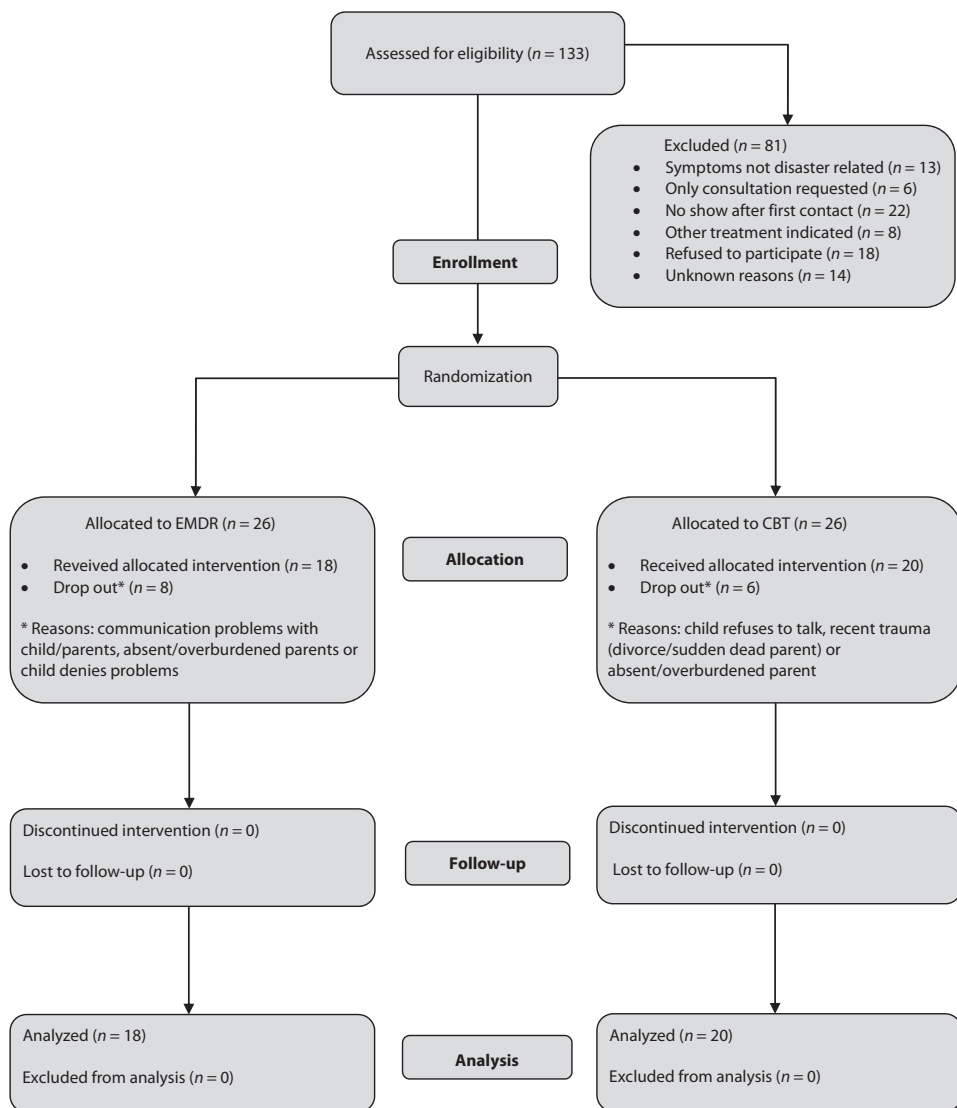 Assessed for eligibility (n = 133)
Excluded (n = 81)
• Symptoms not disaster related (n = 13)
• Only consultation requested (n = 6)
• No show after first contact (n = 22)
• Other treatment indicated (n = 8)
• Refused to participate (n = 18)
• Unknown reasons (n = 14)
Enrollment
Randomization
Allocated to EMDR (n = 26)
• Reveived allocated intervention (n = 18)
• Drop out* (n = 8)
* Reasons: communication problems with
child/parents, absent/overburdened parents or
child denies problems
Allocation
Allocated to CBT (n = 26)
• Received allocated intervention (n = 20)
• Drop out* (n = 6)
* Reasons: child refuses to talk, recent trauma
(divorce/sudden dead parent) or
absent/overburdened parent
Discontinued intervention (n = 0)
Lost to follow-up (n = 0)
Follow-up
Discontinued intervention (n = 0)
Lost to follow-up (n = 0)
Analyzed (n = 18)
Excluded from analysis (n = 0)
Analysis
Analyzed (n = 20)
Excluded from analysis (n = 0)